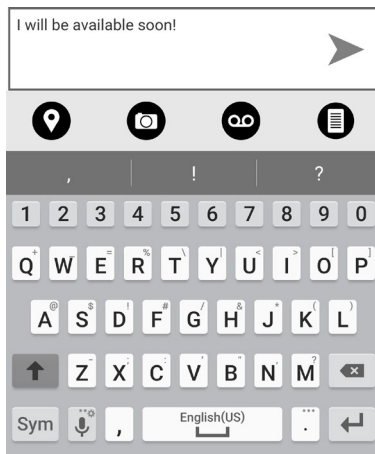 I will be available soon!
, ! ?
1 2 3 4 5 6 7 8 9 0
+ _ = % \ | < > [ ]
Q W E R T Y U I O P
@ $ ! # / & * ( )
A S D F G H J K L
- ; : ' " , ?
Z X C V B N M
English(US)
Sym , .